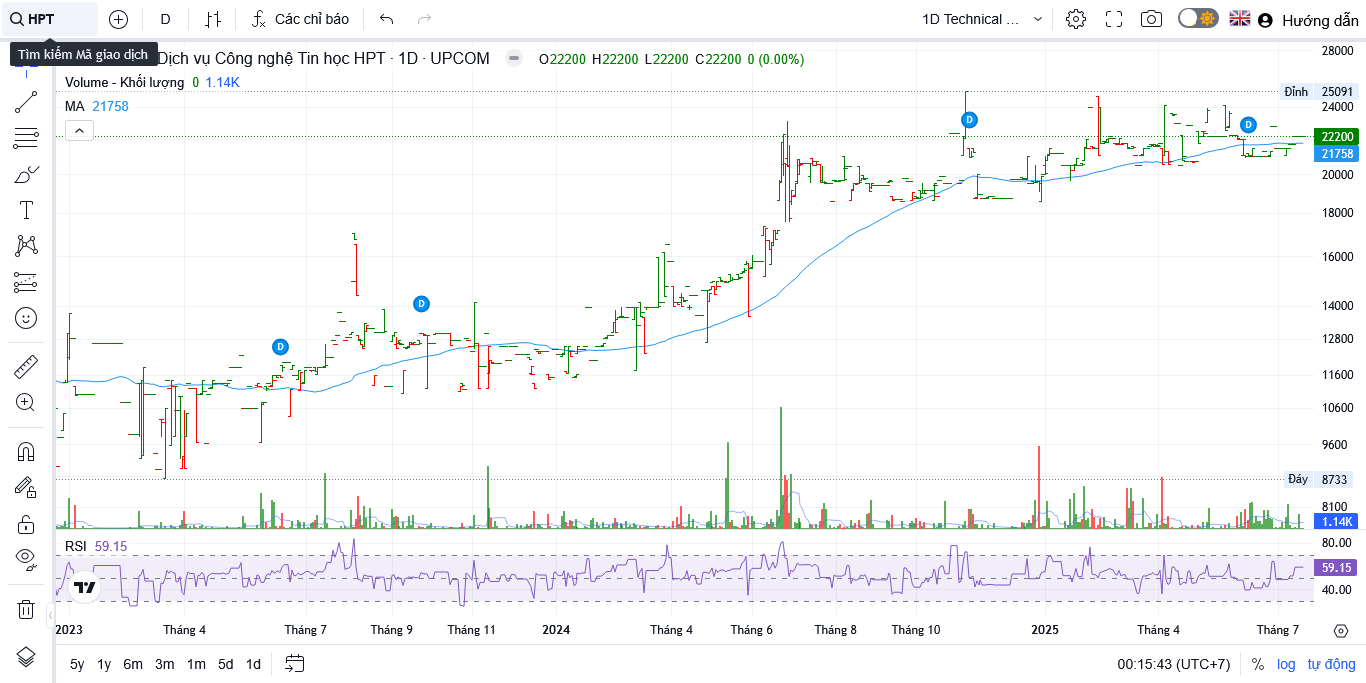 HPT D Các chỉ báo 1D Technical ... Hướng dẫn
Tìm kiếm Mã giao dịch
Dịch vụ Công nghệ Tin học HPT · 1D · UPCOM O22200 H22200 L22200 C22200 0 (0.00%)
Volume - Khối lượng 0 1.14K
MA 21758
28000
Đỉnh 25091
24000
22200
21758
20000
18000
16000
14000
12800
11600
10600
9600
Đáy 8733
8100
1.14K
D
D
D
D
RSI 59.15
80.00
59.15
40.00
2023 Tháng 4 Tháng 7 Tháng 9 Tháng 11 2024 Tháng 4 Tháng 6 Tháng 8 Tháng 10 2025 Tháng 4 Tháng 7
5y 1y 6m 3m 1m 5d 1d 00:15:43 (UTC+7) % log tự động